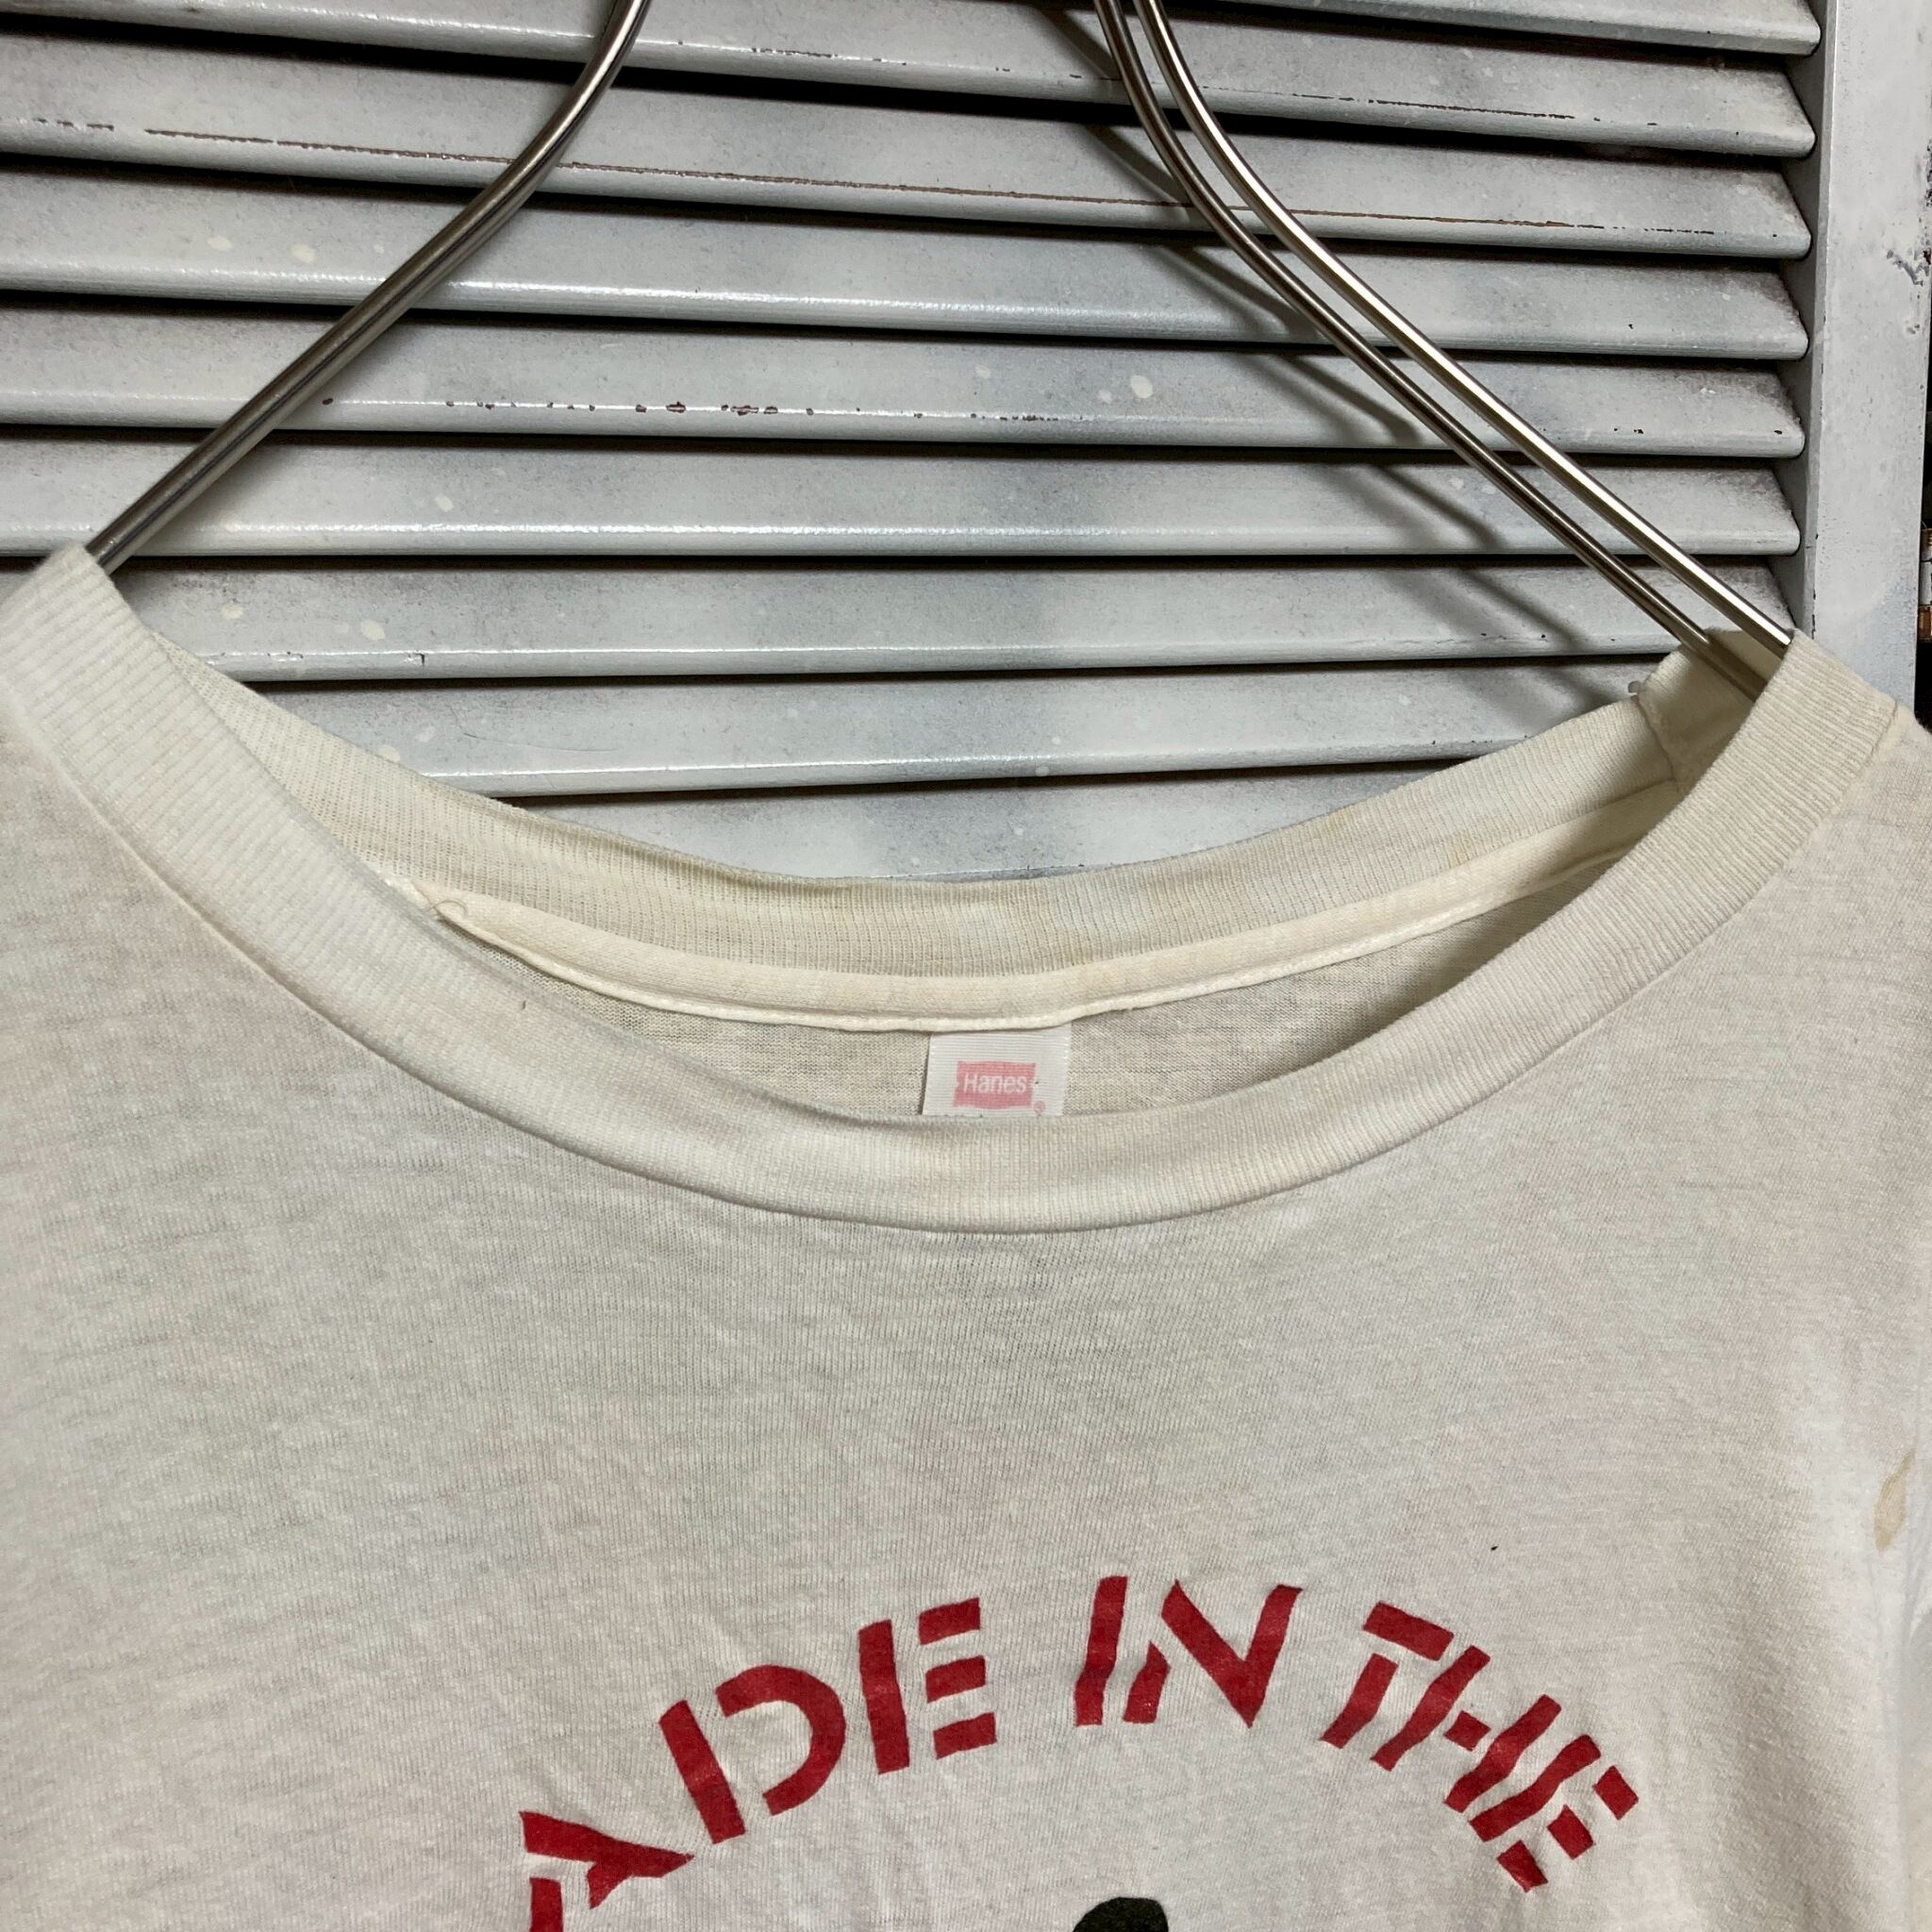 Hanes
®
ADE IN THE